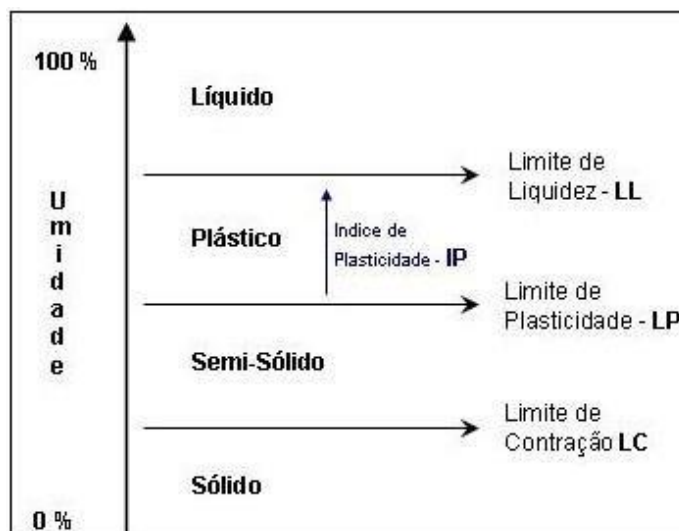 100 %
Líquido
Limite de
Liquidez - LL
Umidade
Plástico
Indice de
Plasticidade - IP
Limite de
Plasticidade - LP
Semi-Sólido
Limite de
Contração LC
Sólido
0 %